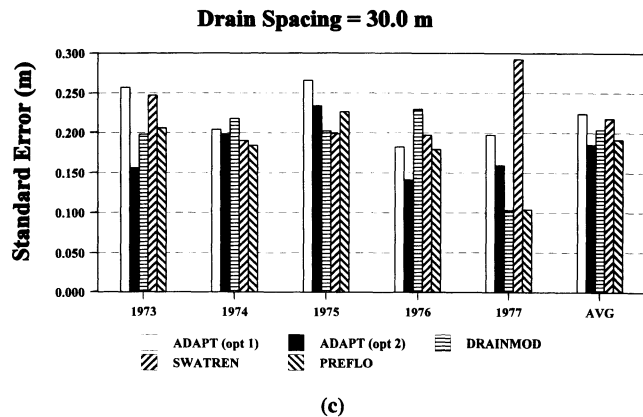 Drain Spacing = 30.0 m
Standard Error (m)
0.300
0.250
0.200
0.150
0.100
0.050
0.000
1973 1974 1975 1976 1977 AVG
ADAPT (opt 1) ADAPT (opt 2) DRAINMOD
SWATREN PREFLO
(c)